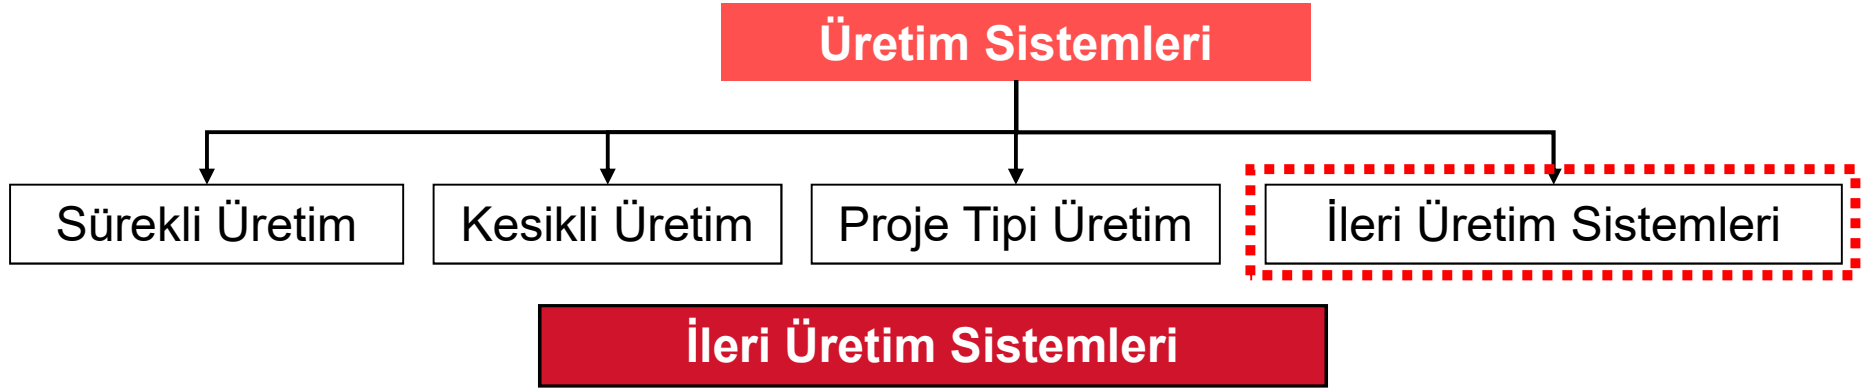 Üretim Sistemleri
Sürekli Üretim
Kesikli Üretim
Proje Tipi Üretim
İleri Üretim Sistemleri
İleri Üretim Sistemleri